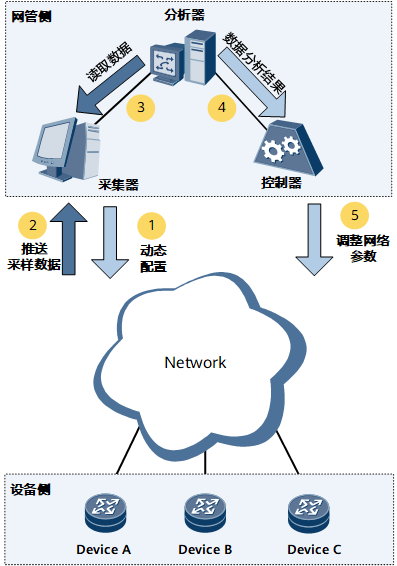 网管侧
分析器
读取数据
数据分析结果
3
4
采集器
控制器
2
推送
采样数据
1
动态
配置
5
调整网络
参数
Network
设备侧
Device A
Device B
Device C